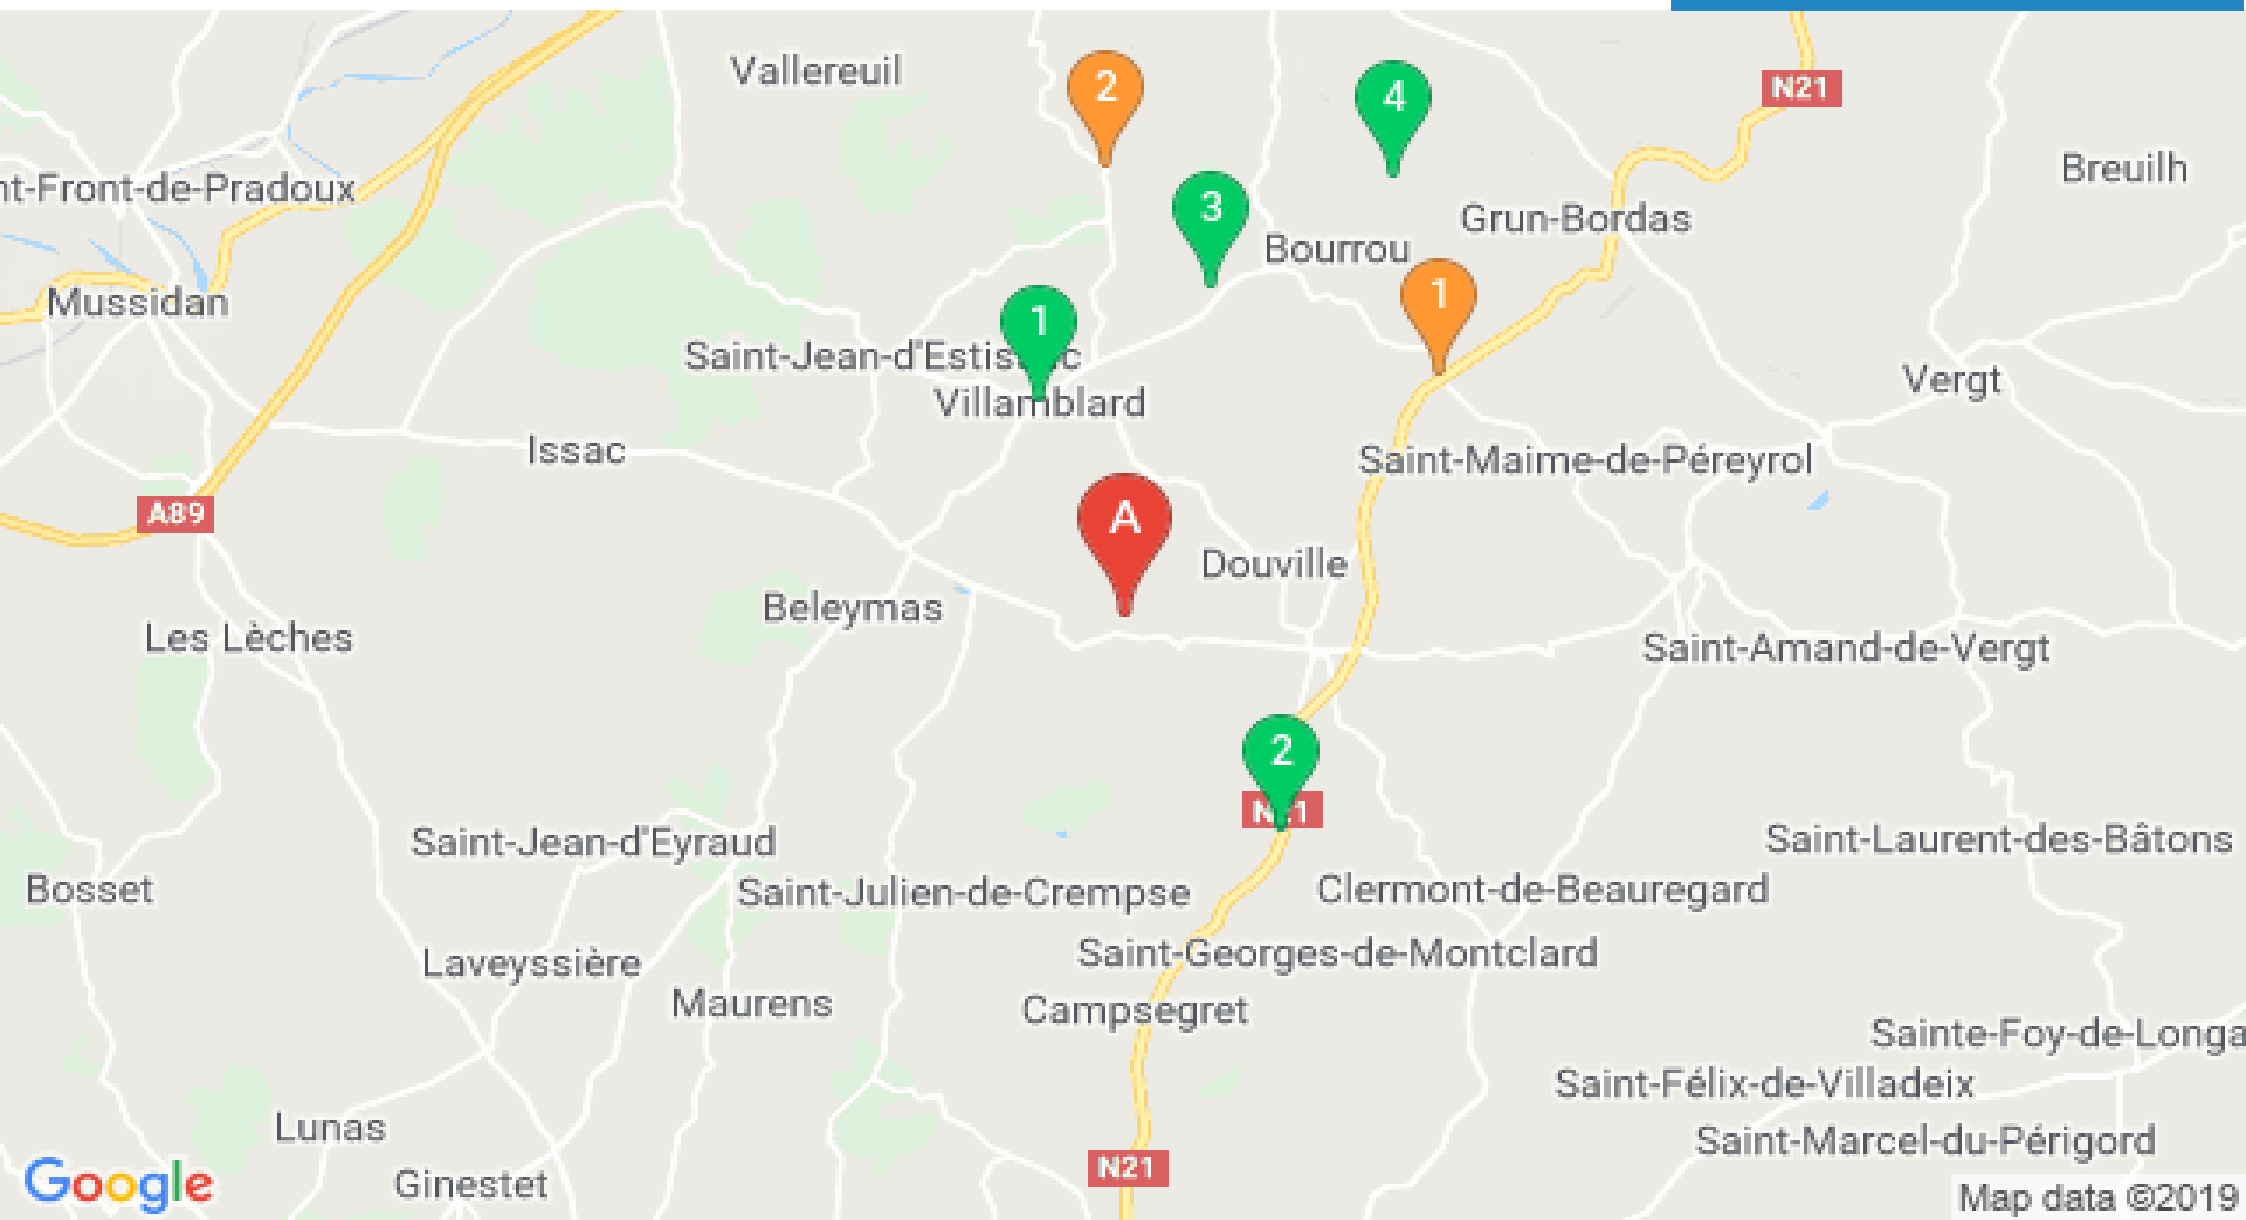 Vallereuil
2
4
N21
Breuilh
nt-Front-de-Pradoux
3
Grun-Bordas
Bourrou
Mussidan
1
1
Saint-Jean-d'Estis c
Villamblard
Vergt
Issac
Saint-Maime-de-Péreyrol
A89
A
Douville
Beleymas
Les Lèches
Saint-Amand-de-Vergt
2
N21
Saint-Jean-d'Eyraud
Saint-Laurent-des-Bâtons
Bosset
Saint-Julien-de-Crempse
Clermont-de-Beauregard
Saint-Georges-de-Montclard
Laveyssière
Maurens
Campsegret
Sainte-Foy-de-Longa
Saint-Félix-de-Villadeix
Lunas
Saint-Marcel-du-Périgord
N21
Google
Ginestet
Map data ©2019